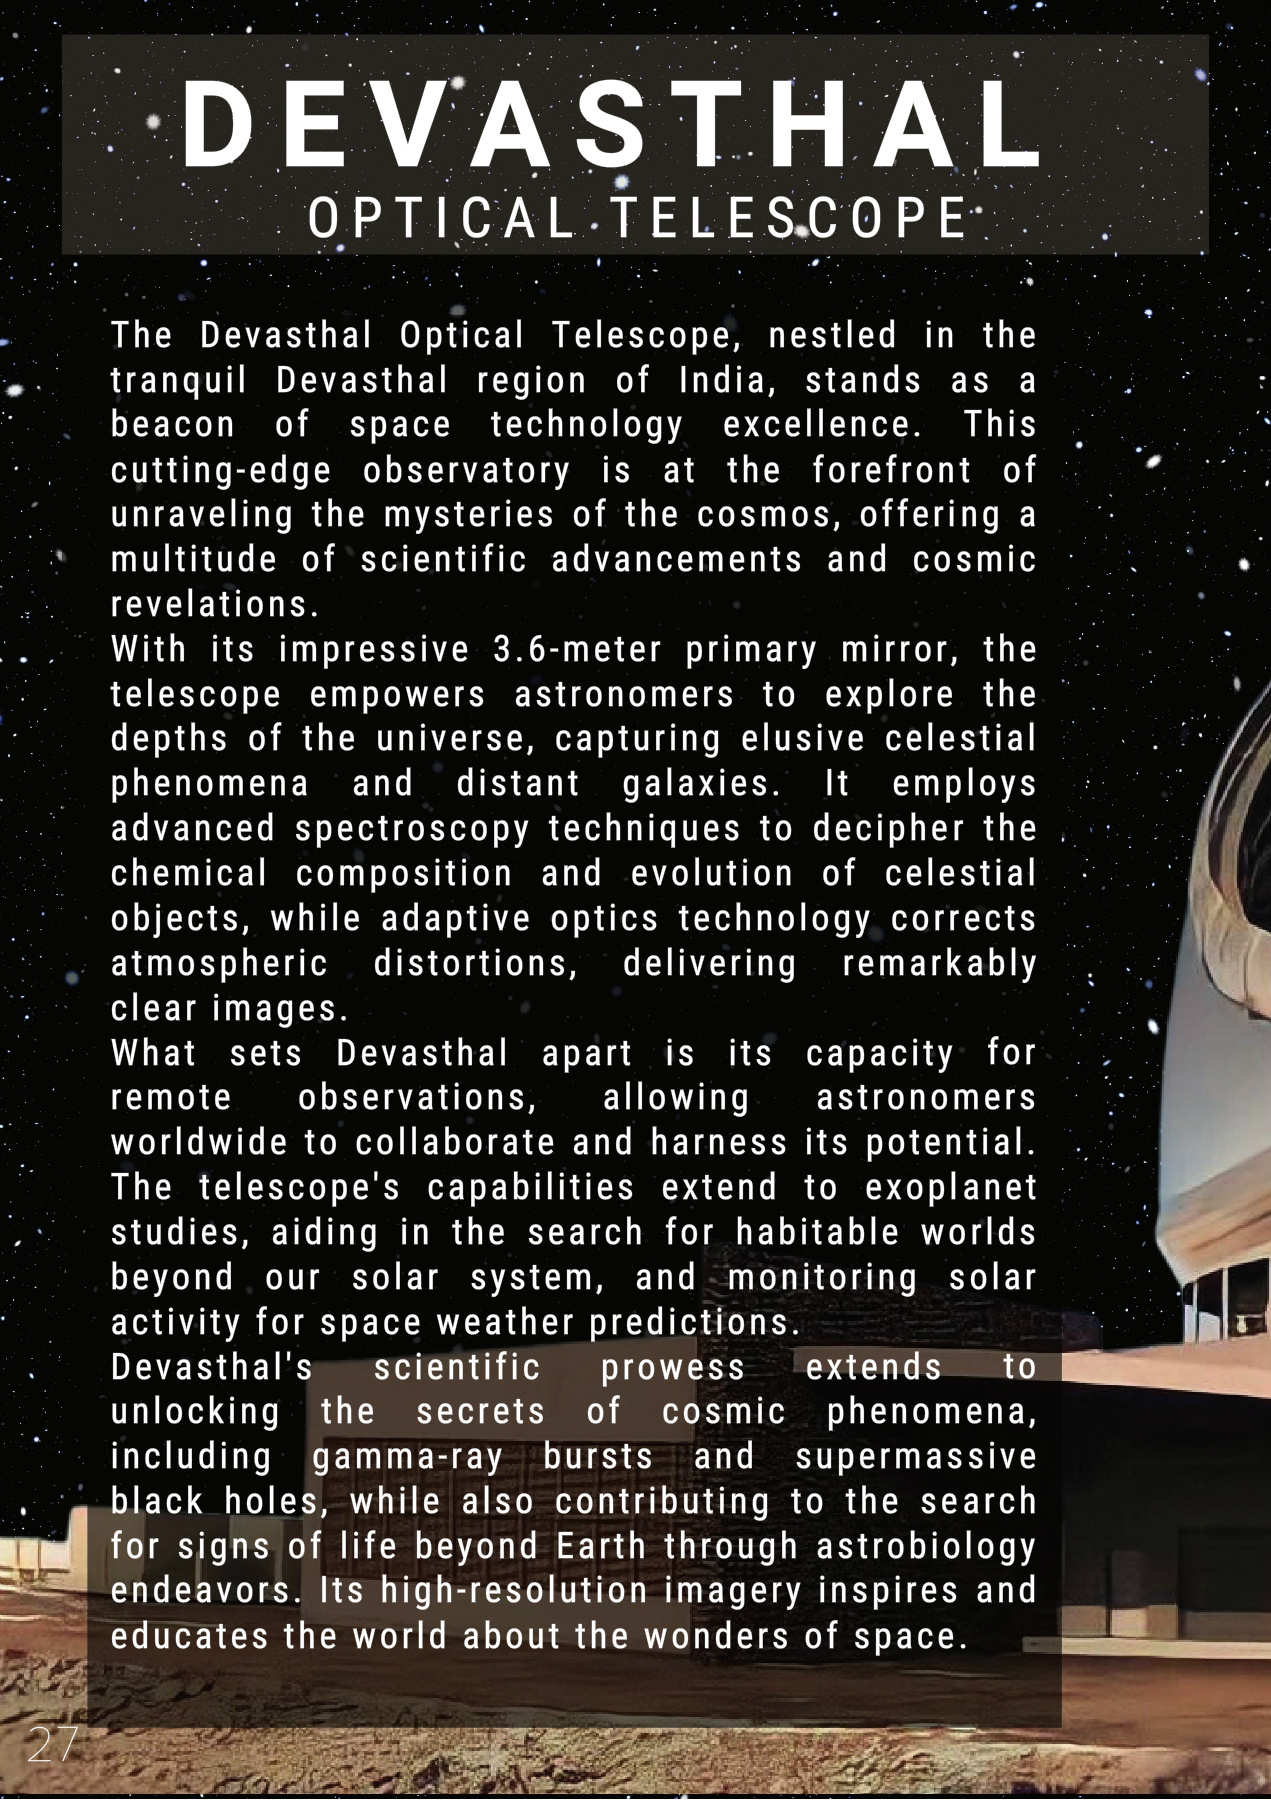 DEVASTHAL
OPTICAL TELESCOPE
The Devasthal Optical Telescope, nestled in the
tranquil Devasthal region of India, stands as a
beacon of space technology excellence. This
cutting-edge observatory is at the forefront of
unraveling the mysteries of the cosmos, offering a
multitude of scientific advancements and cosmic
revelations.
With its impressive 3.6-meter primary mirror, the
telescope empowers astronomers to explore the
depths of the universe, capturing elusive celestial
phenomena and distant galaxies. It employs
advanced spectroscopy techniques to decipher the
chemical composition and evolution of celestial
objects, while adaptive optics technology corrects
atmospheric distortions, delivering remarkably
clear images.
What sets Devasthal apart is its capacity for
remote observations, allowing astronomers
worldwide to collaborate and harness its potential.
The telescope's capabilities extend to exoplanet
studies, aiding in the search for habitable worlds
beyond our solar system, and monitoring solar
activity for space weather predictions.
Devasthal's scientific prowess extends to
unlocking the secrets of cosmic phenomena,
including gamma-ray bursts and supermassive
black holes, while also contributing to the search
for signs of life beyond Earth through astrobiology
endeavors. Its high-resolution imagery inspires and
educates the world about the wonders of space.
27